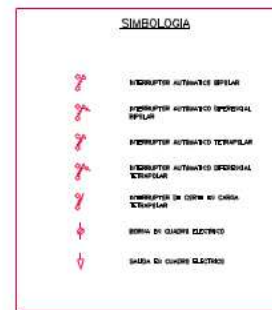 SIMBOLOGIA
INTERRUPTOR AUTOMATICO BIPOLAR
INTERRUPTOR AUTOMATICO DIFERENCIAL
BIPOLAR
INTERRUPTOR AUTOMATICO TETRAPOLAR
INTERRUPTOR AUTOMATICO DIFERENCIAL
TETRAPOLAR
INTERRUPTOR DE CORTE EN CARGA
TETRAPOLAR
BORNA EN CUADRO ELECTRICO
SALIDA EN CUADRO ELECTRICO